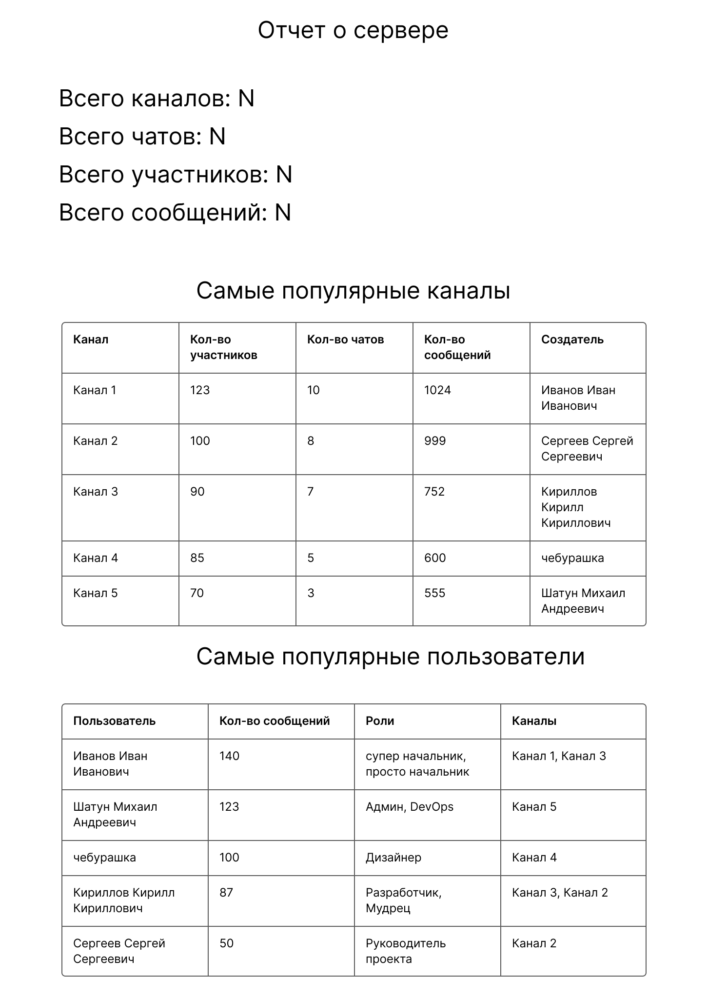 Отчет о сервере
Всего каналов: N
Всего чатов: N
Всего участников: N
Всего сообщений: N
Самые популярные каналы
Канал Кол-во участников Кол-во чатов Кол-во сообщений Создатель
Канал 1 123 10 1024 Иванов Иван Иванович
Канал 2 100 8 999 Сергеев Сергей Сергеевич
Канал 3 90 7 752 Кириллов Кирилл Кириллович
Канал 4 85 5 600 чебурашка
Канал 5 70 3 555 Шатун Михаил Андреевич
Самые популярные пользователи
Пользователь Кол-во сообщений Роли Каналы
Иванов Иван Иванович 140 супер начальник, просто начальник Канал 1, Канал 3
Шатун Михаил Андреевич 123 Админ, DevOps Канал 5
чебурашка 100 Дизайнер Канал 4
Кириллов Кирилл Кириллович 87 Разработчик, Мудрец Канал 3, Канал 2
Сергеев Сергей Сергеевич 50 Руководитель проекта Канал 2